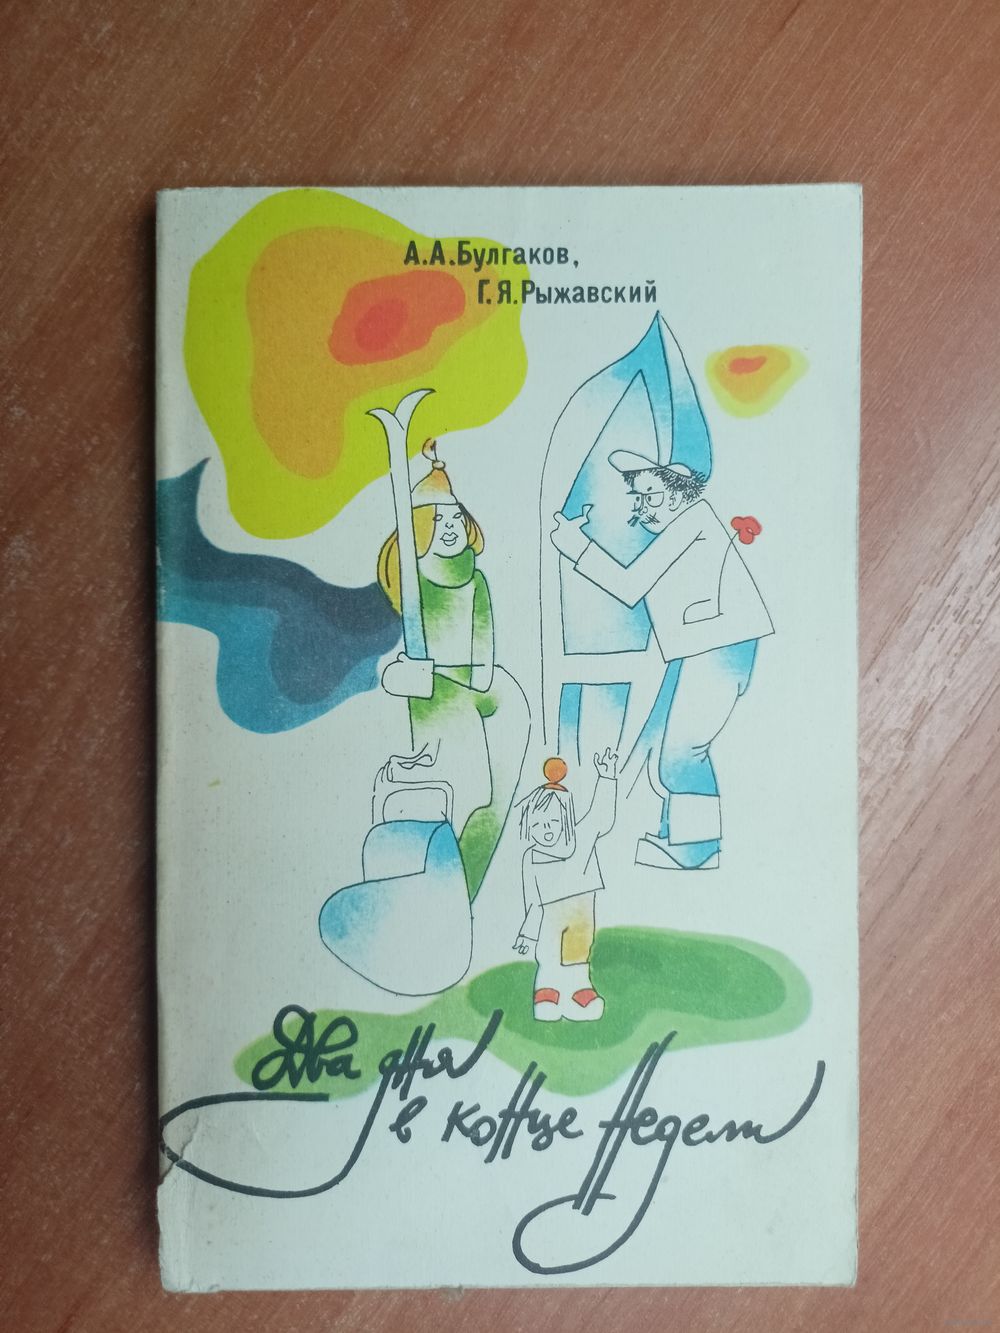 А.А.Булгаков,
Г.Я.Рыжавский
Два дня
в конце недели